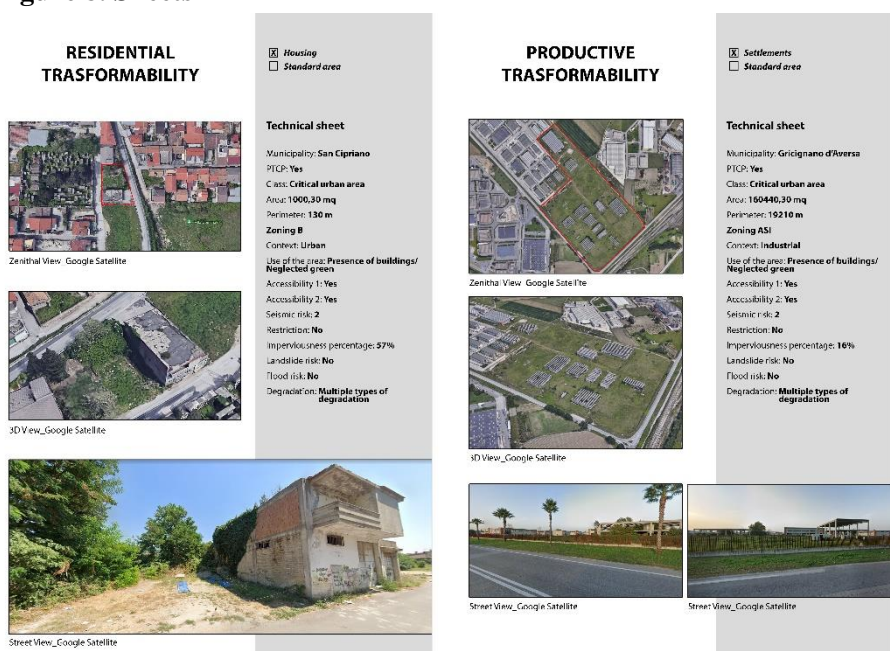 RESIDENTIAL
TRASFORMABILITY
X Housing
Standard area
Technical sheet
Municipality: San Cipriano
PTCP: Yes
Class: Critical urban area
Area: 1000,30 mq
Perimeter: 130 m
Zoning B
Context: Urban
Use of the area: Presence of buildings/
Neglected green
Accessibility 1: Yes
Accessibility 2: Yes
Seismic risk: 2
Restriction: No
Imperviousness percentage: 57%
Landslide risk: No
Flood risk: No
Degradation: Multiple types of
degradation
Zenithal View_Google Satellite
3D View_Google Satellite
Street View_Google Satellite
PRODUCTIVE
TRASFORMABILITY
X Settlements
Standard area
Technical sheet
Municipality: Gricignano d'Aversa
PTCP: Yes
Class: Critical urban area
Area: 160440,30 mq
Perimeter: 19210 m
Zoning ASI
Context: Industrial
Use of the area: Presence of buildings/
Neglected green
Accessibility 1: Yes
Accessibility 2: Yes
Seismic risk: 2
Restriction: No
Imperviousness percentage: 16%
Landslide risk: No
Flood risk: No
Degradation: Multiple types of
degradation
Zenithal View Google Satellite
3D View_Google Satellite
Street View_Google Satellite
Street View_Google Satellite